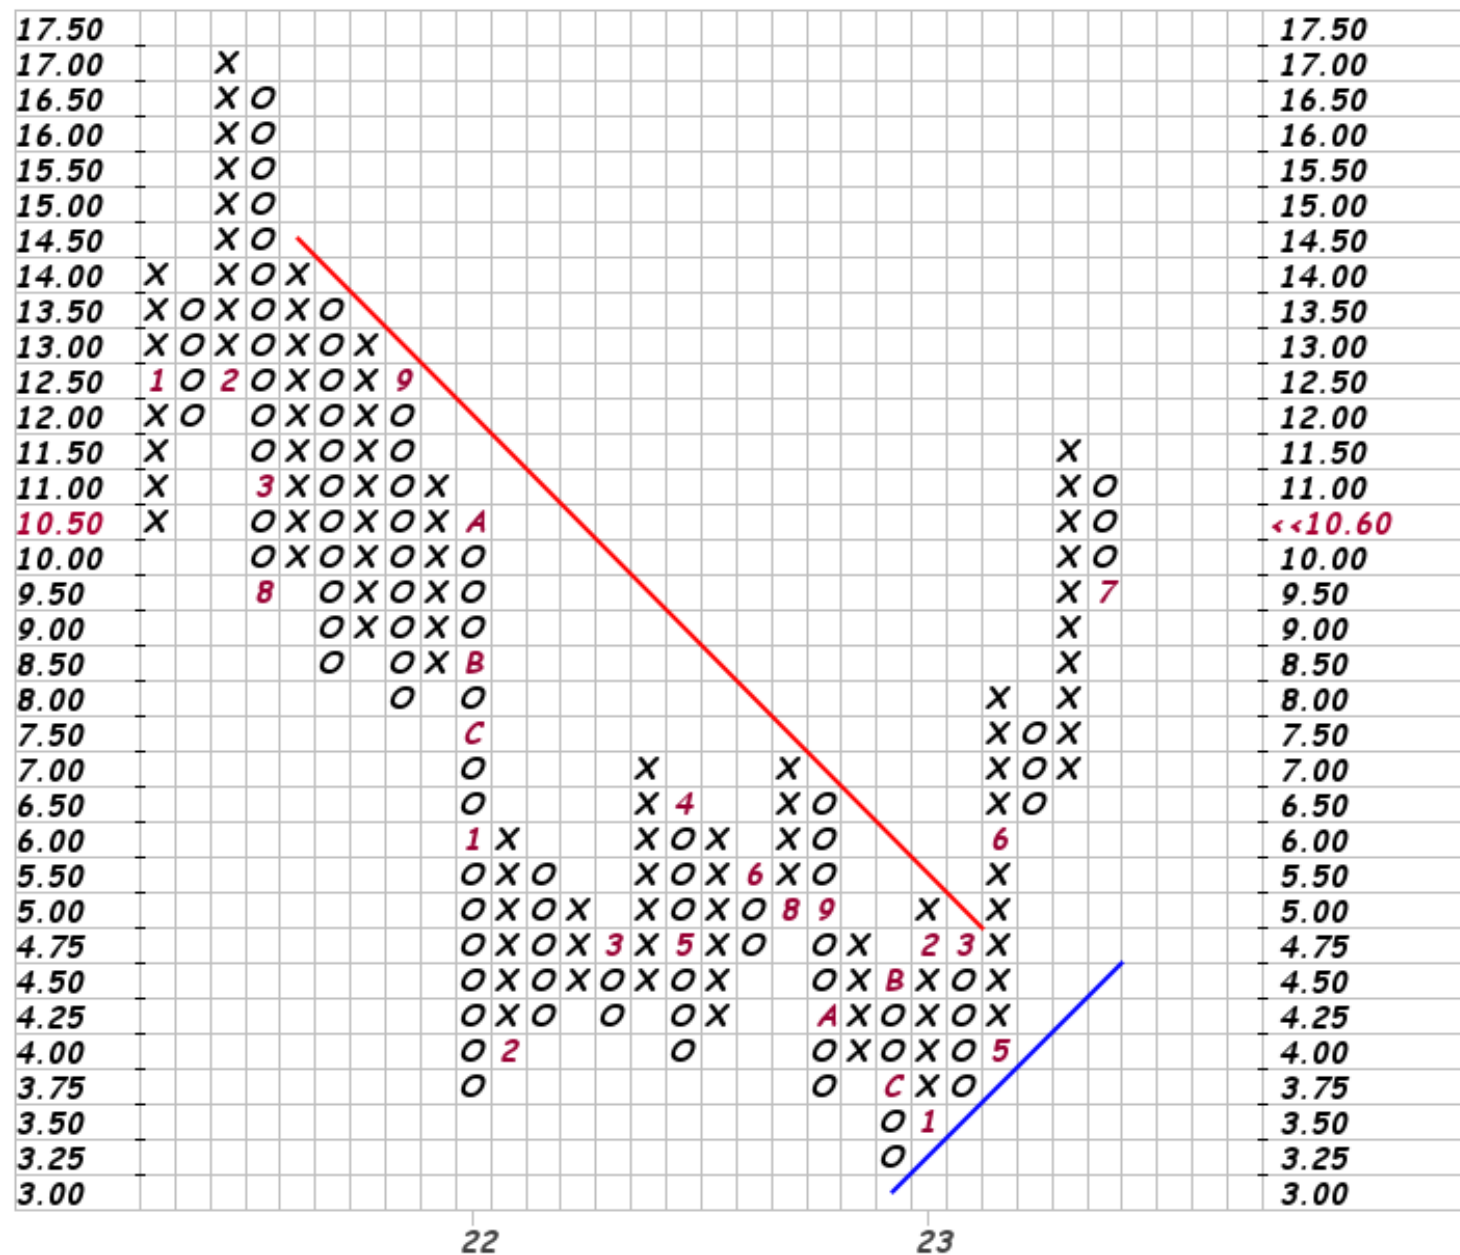 17.50 17.50
17.00 X 17.00
16.50 X O 16.50
16.00 X O 16.00
15.50 X O 15.50
15.00 X O 15.00
14.50 X O 14.50
14.00 X X O X 14.00
13.50 X O X O X O 13.50
13.00 X O X O X O X 13.00
12.50 1 O 2 O X O X 9 12.50
12.00 X O O X O X O 12.00
11.50 X O X O X O X 11.50
11.00 X 3 X O X O X X O 11.00
10.50 X O X O X O X A X O <<10.60
10.00 O X O X O X O X O 10.00
9.50 8 O X O X O X 7 9.50
9.00 O X O X O X 9.00
8.50 O O X B X 8.50
8.00 O O X X 8.00
7.50 C X O X 7.50
7.00 O X X X O X 7.00
6.50 O X 4 X O X O 6.50
6.00 1 X X O X X O 6 6.00
5.50 O X O X O X 6 X O X 5.50
5.00 O X O X X O X O 8 9 X X 5.00
4.75 O X O X 3 X 5 X O O X 2 3 X 4.75
4.50 O X O X O X O X O X B X O X 4.50
4.25 O X O O O X A X O X O X 4.25
4.00 O 2 O O X O X O 5 4.00
3.75 O O C X O 3.75
3.50 O 1 3.50
3.25 O 3.25
3.00 3.00
22 23